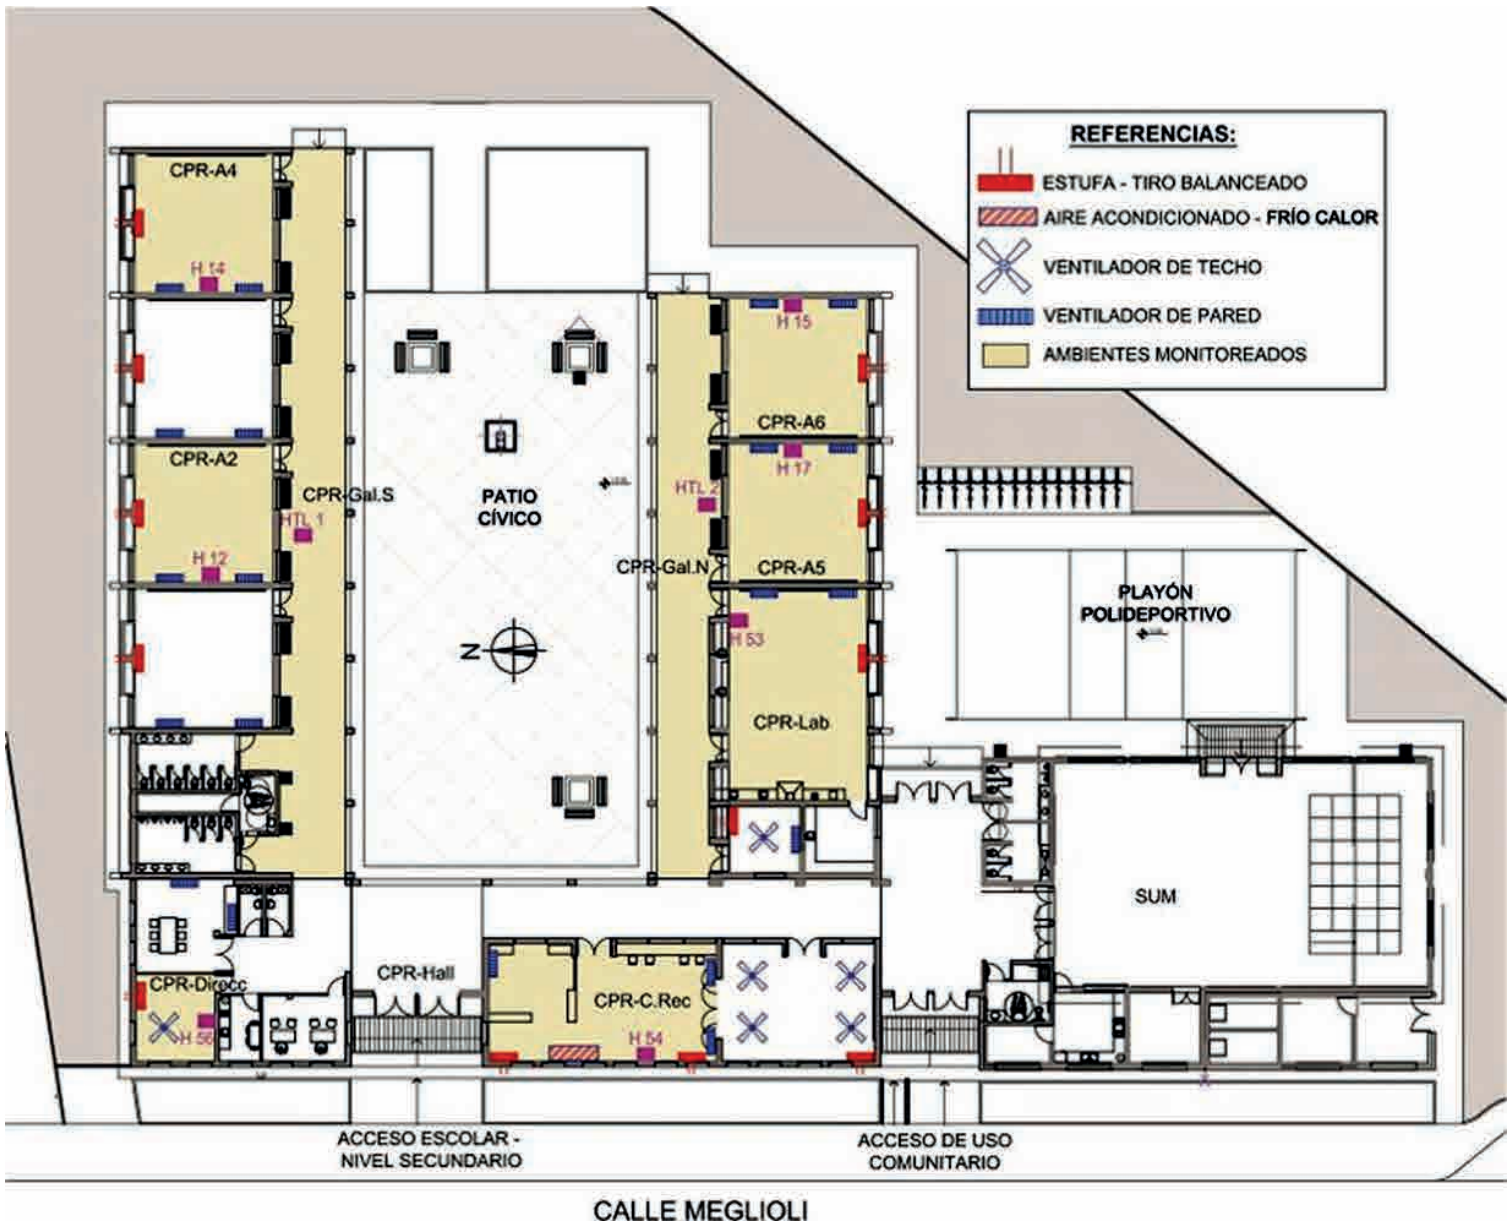 REFERENCIAS:
ESTUFA - TIRO BALANCEADO
AIRE ACONDICIONADO - FRÍO CALOR
VENTILADOR DE TECHO
VENTILADOR DE PARED
AMBIENTES MONITOREADOS
CPR-A4
H 14
H 15
CPR-A6
CPR-A2
H 17
CPR-Gal.S
HTL 2
PATIO
CÍVICO
HTL 1
H 12
CPR-Gal.N
CPR-A5
PLAYÓN
POLIDEPORTIVO
H 53
N
CPR-Lab
SUM
CPR-Hall
CPR-Direcc
CPR-C.Rec
H 56
H 54
ACCESO ESCOLAR -
NIVEL SECUNDARIO
ACCESO DE USO
COMUNITARIO
CALLE MEGLIOLI